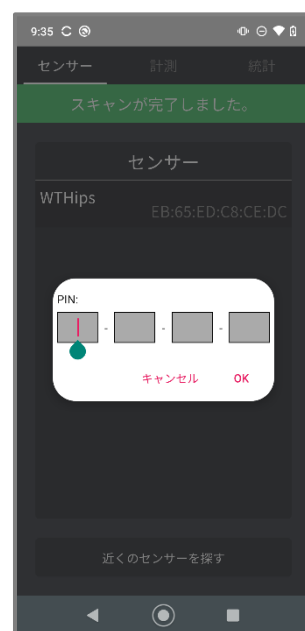 9:35
センサー 計測 統計
スキャンが完了しました。
センサー
WTHips
EB:65:ED:C8:CE:DC
PIN:
- - -
キャンセル OK
近くのセンサーを探す